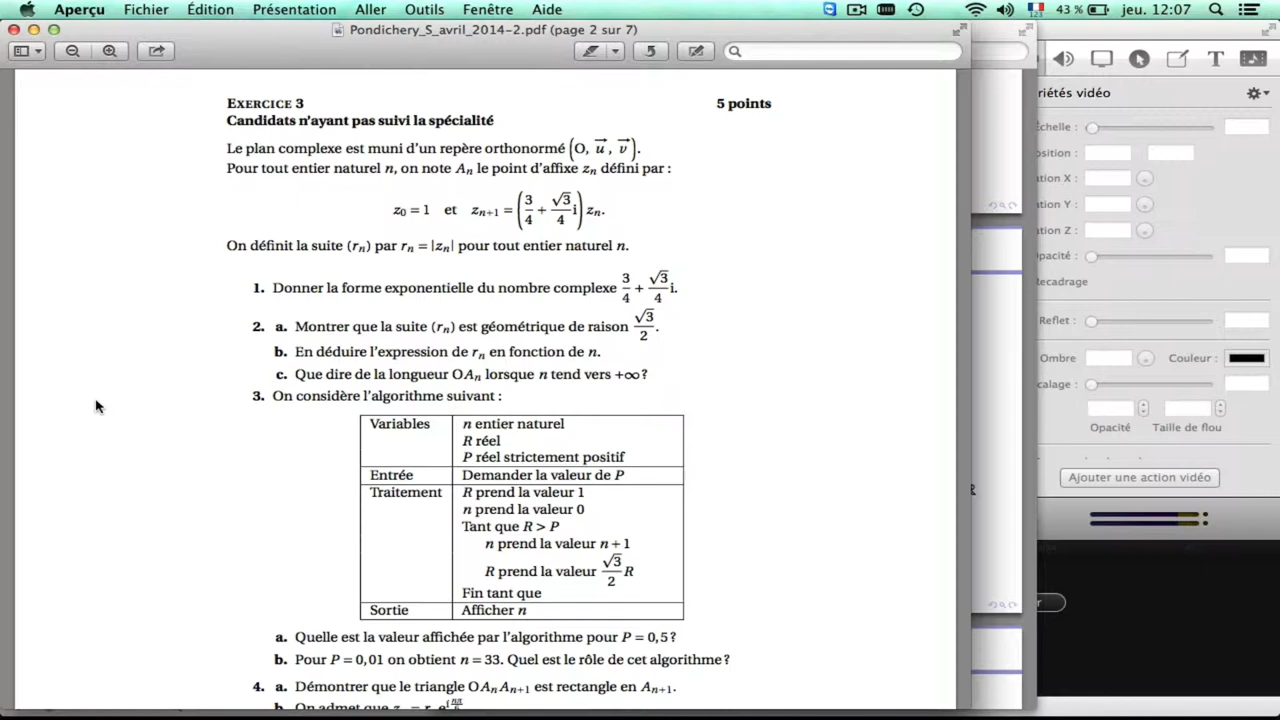 Aperçu Fichier Édition Présentation Aller Outils Fenêtre Aide 123 43 % jeu. 12:07
Pondichery_S_avril_2014-2.pdf (page 2 sur 7)
EXERCICE 3 5 points
Candidats n'ayant pas suivi la spécialité
Le plan complexe est muni d'un repère orthonormé (O, u⃗, v⃗).
Pour tout entier naturel n, on note Aₙ le point d'affixe zₙ défini par :
z₀ = 1 et zₙ₊₁ = (3/4 + √3/4 i) zₙ.
On définit la suite (rₙ) par rₙ = |zₙ| pour tout entier naturel n.
1. Donner la forme exponentielle du nombre complexe 3/4 + √3/4 i.
2. a. Montrer que la suite (rₙ) est géométrique de raison √3/2.
b. En déduire l'expression de rₙ en fonction de n.
c. Que dire de la longueur OAₙ lorsque n tend vers +∞ ?
3. On considère l'algorithme suivant :
Variables n entier naturel
R réel
P réel strictement positif
Entrée Demander la valeur de P
Traitement R prend la valeur 1
n prend la valeur 0
Tant que R > P
n prend la valeur n + 1
R prend la valeur √3/2 R
Fin tant que
Sortie Afficher n
a. Quelle est la valeur affichée par l'algorithme pour P = 0,5 ?
b. Pour P = 0,01 on obtient n = 33. Quel est le rôle de cet algorithme ?
4. a. Démontrer que le triangle OAₙAₙ₊₁ est rectangle en Aₙ₊₁.
b. On admet que
riétés vidéo
Échelle :
osition :
ation X :
ation Y :
ation Z :
Opacité :
Recadrage
Reflet :
Ombre Couleur :
calage :
Opacité Taille de flou
Ajouter une action vidéo